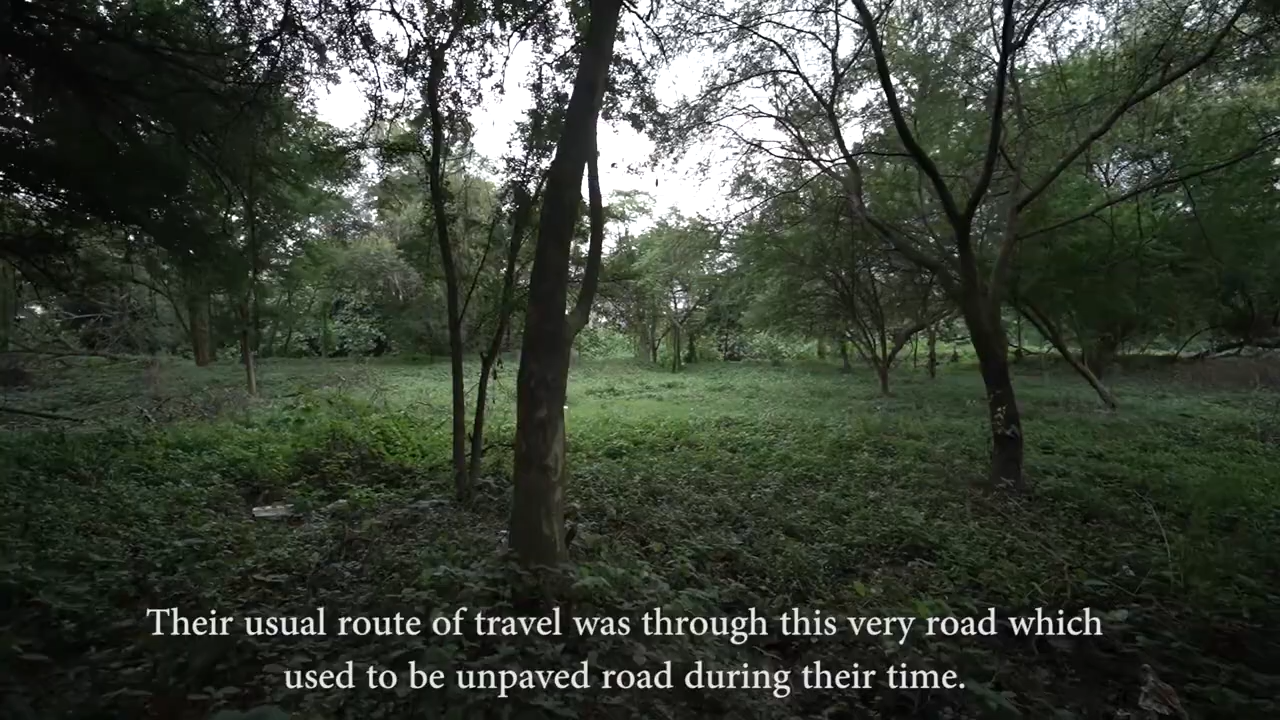 Their usual route of travel was through this very road which
used to be unpaved road during their time.